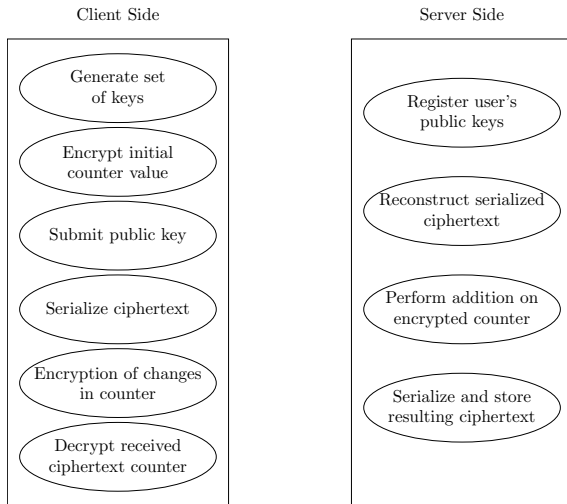 Client Side
Generate set
of keys
Encrypt initial
counter value
Submit public key
Serialize ciphertext
Encryption of changes
in counter
Decrypt received
ciphertext counter
Server Side
Register user's
public keys
Reconstruct serialized
ciphertext
Perform addition on
encrypted counter
Serialize and store
resulting ciphertext